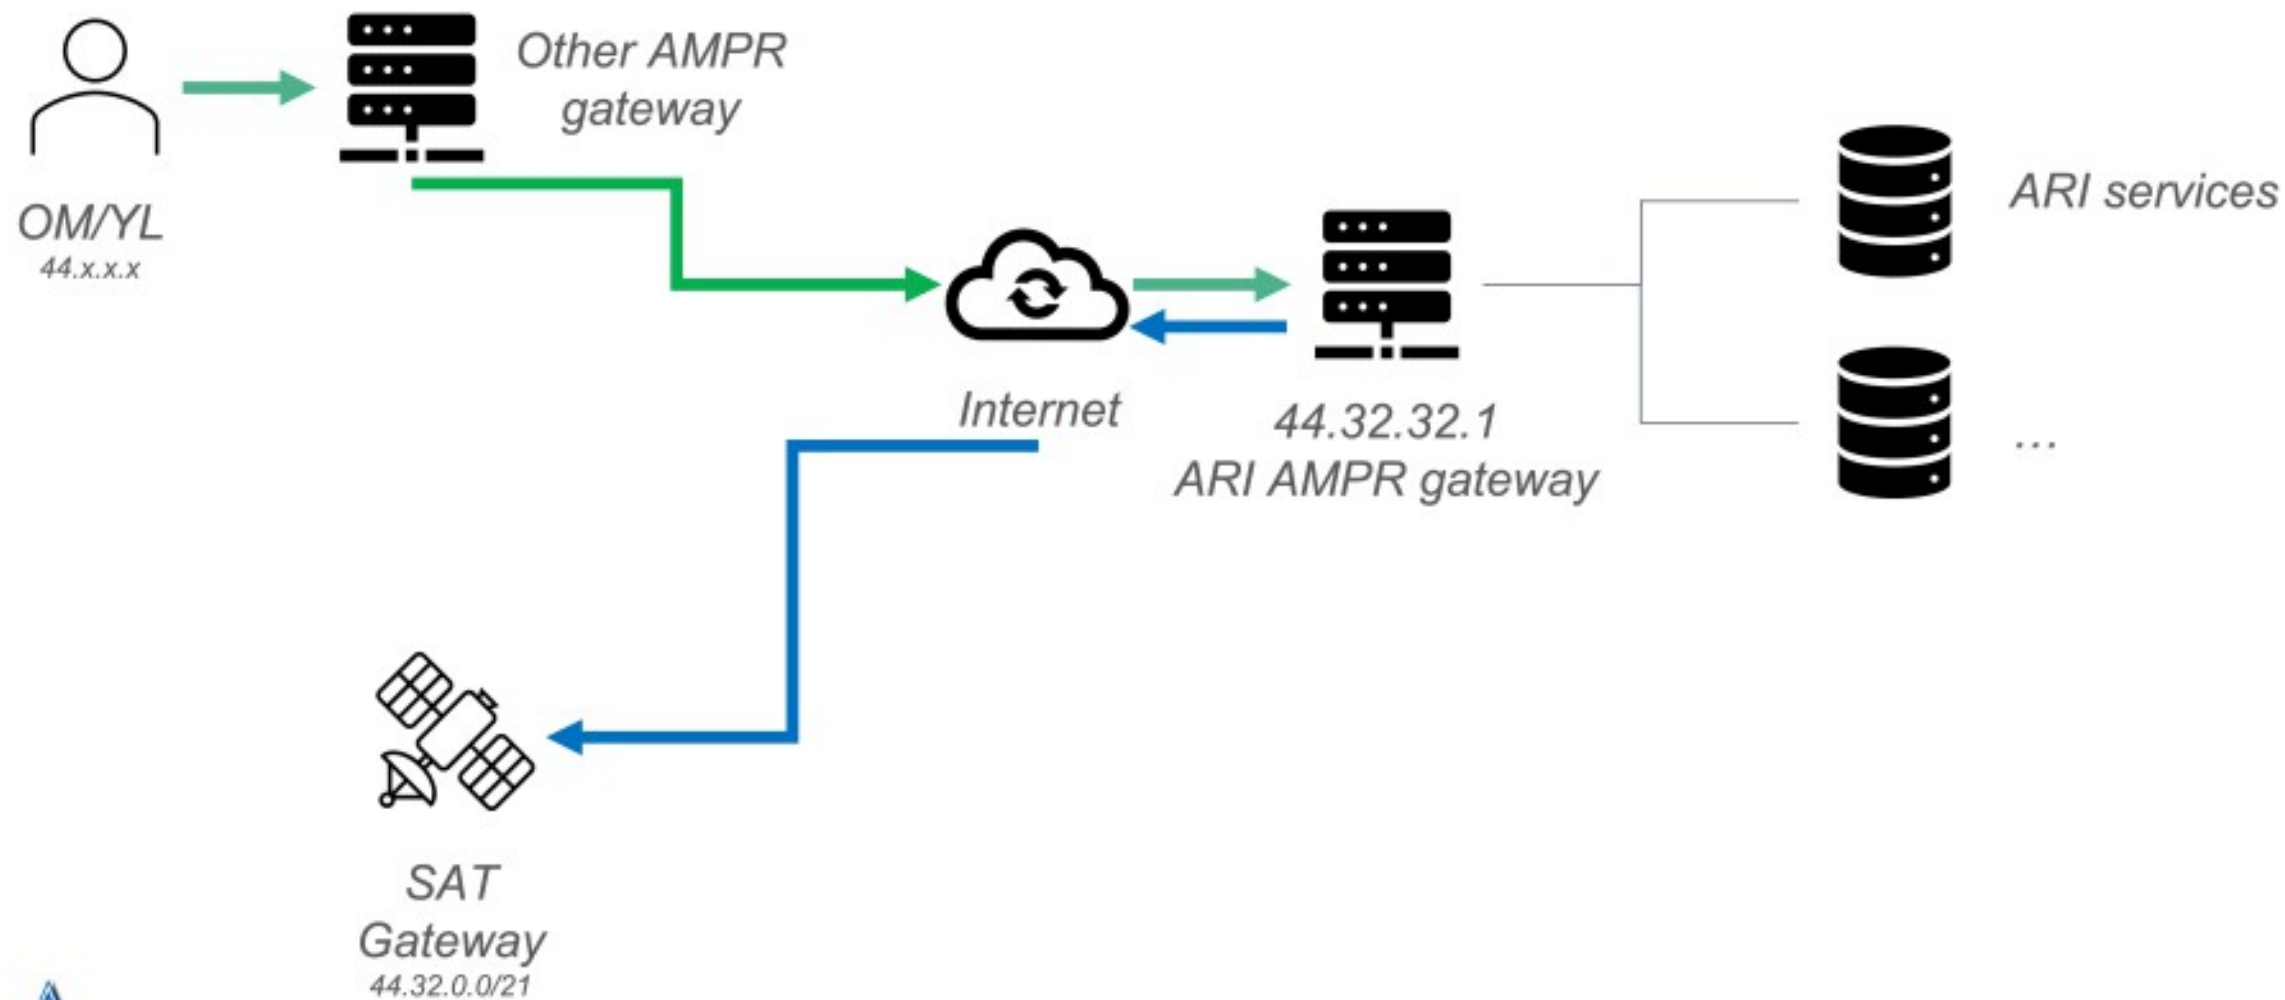 Other AMPR
gateway
OM/YL
44.x.x.x
ARI services
Internet
44.32.32.1
ARI AMPR gateway
...
SAT
Gateway
44.32.0.0/21